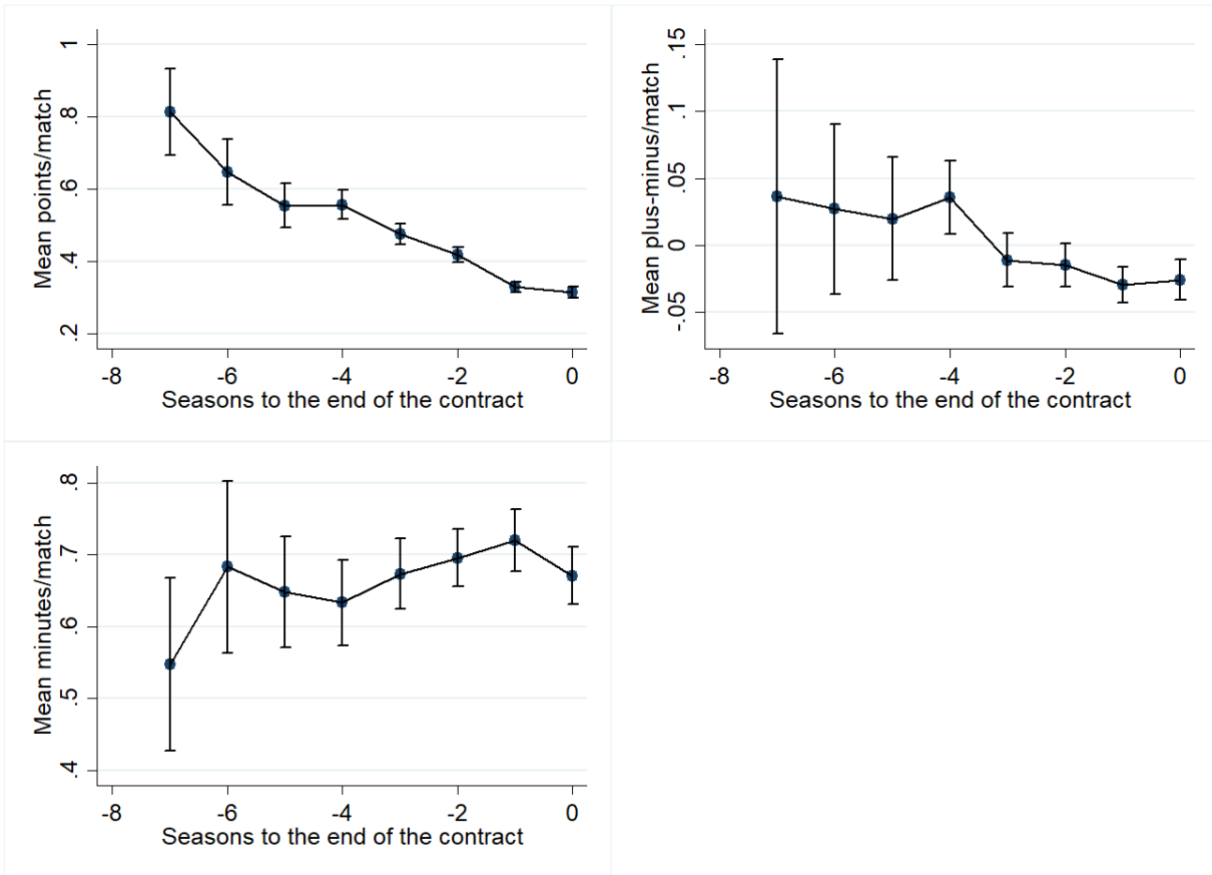 Mean points/match
1
.8
.6
.4
.2
-8 -6 -4 -2 0
Seasons to the end of the contract
Mean plus-minus/match
.15
.1
.05
0
-.05
-8 -6 -4 -2 0
Seasons to the end of the contract
Mean minutes/match
.8
.7
.6
.5
.4
-8 -6 -4 -2 0
Seasons to the end of the contract